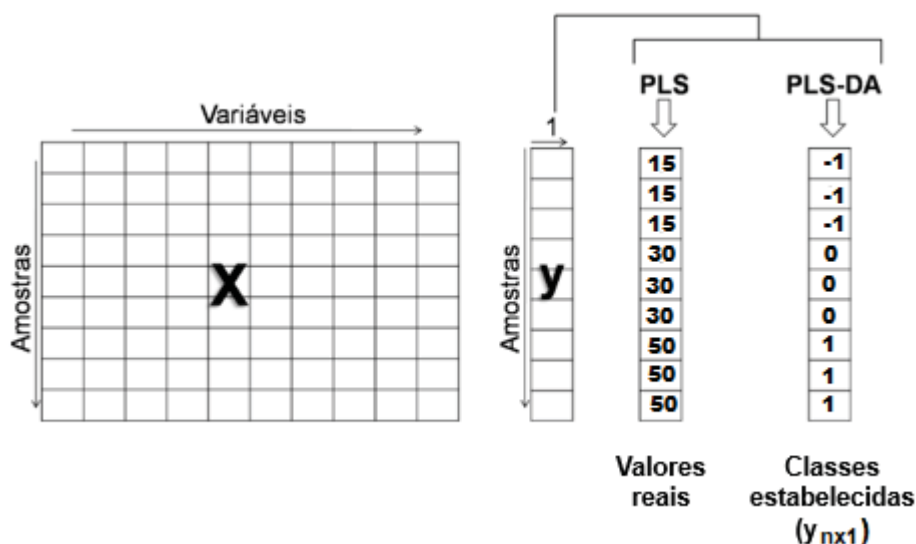 Variáveis
Amostras
X
1
Amostras
y
PLS
15
15
15
30
30
30
50
50
50
Valores
reais
PLS-DA
-1
-1
-1
0
0
0
1
1
1
Classes
estabelecidas
(y nx1)